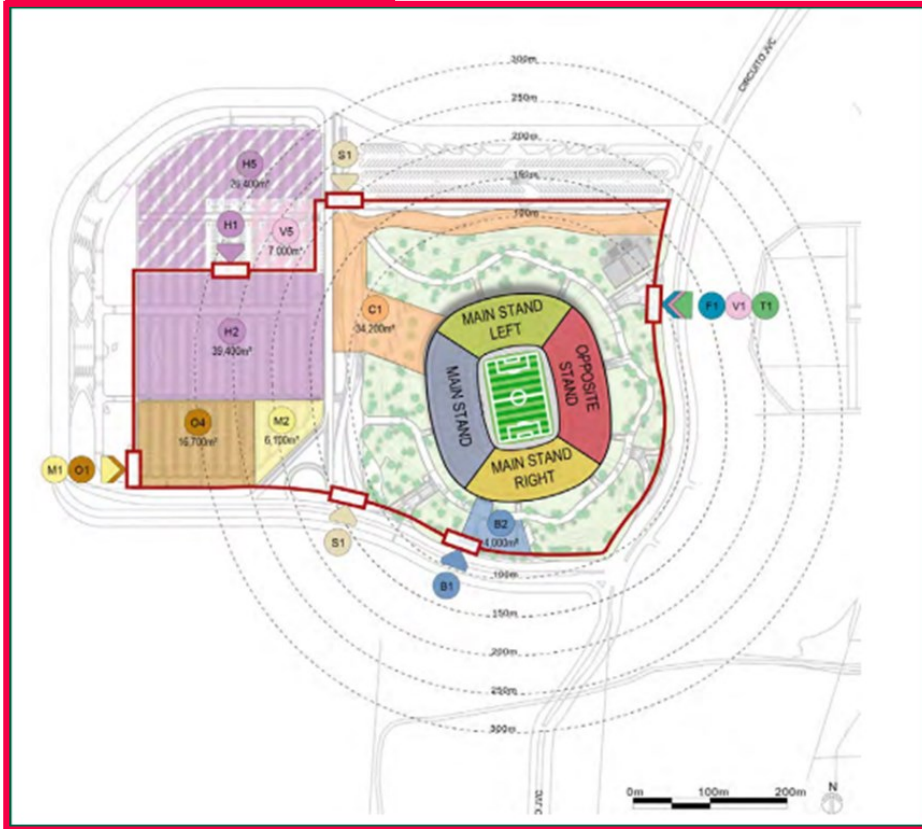 300m
CIRCUITO JVC
250m
200m
S1
150m
H5
29,400m²
100m
H1
V5
7,000m²
F1
V1
T1
C1
34,200m²
MAIN STAND
LEFT
H2
39,400m²
MAIN STAND
OPPOSITE
STAND
O4
16,700m²
M2
6,100m²
MAIN STAND
RIGHT
M1
O1
B2
4,000m²
S1
B1
100m
150m
200m
250m
300m
0m
100m
200m
N